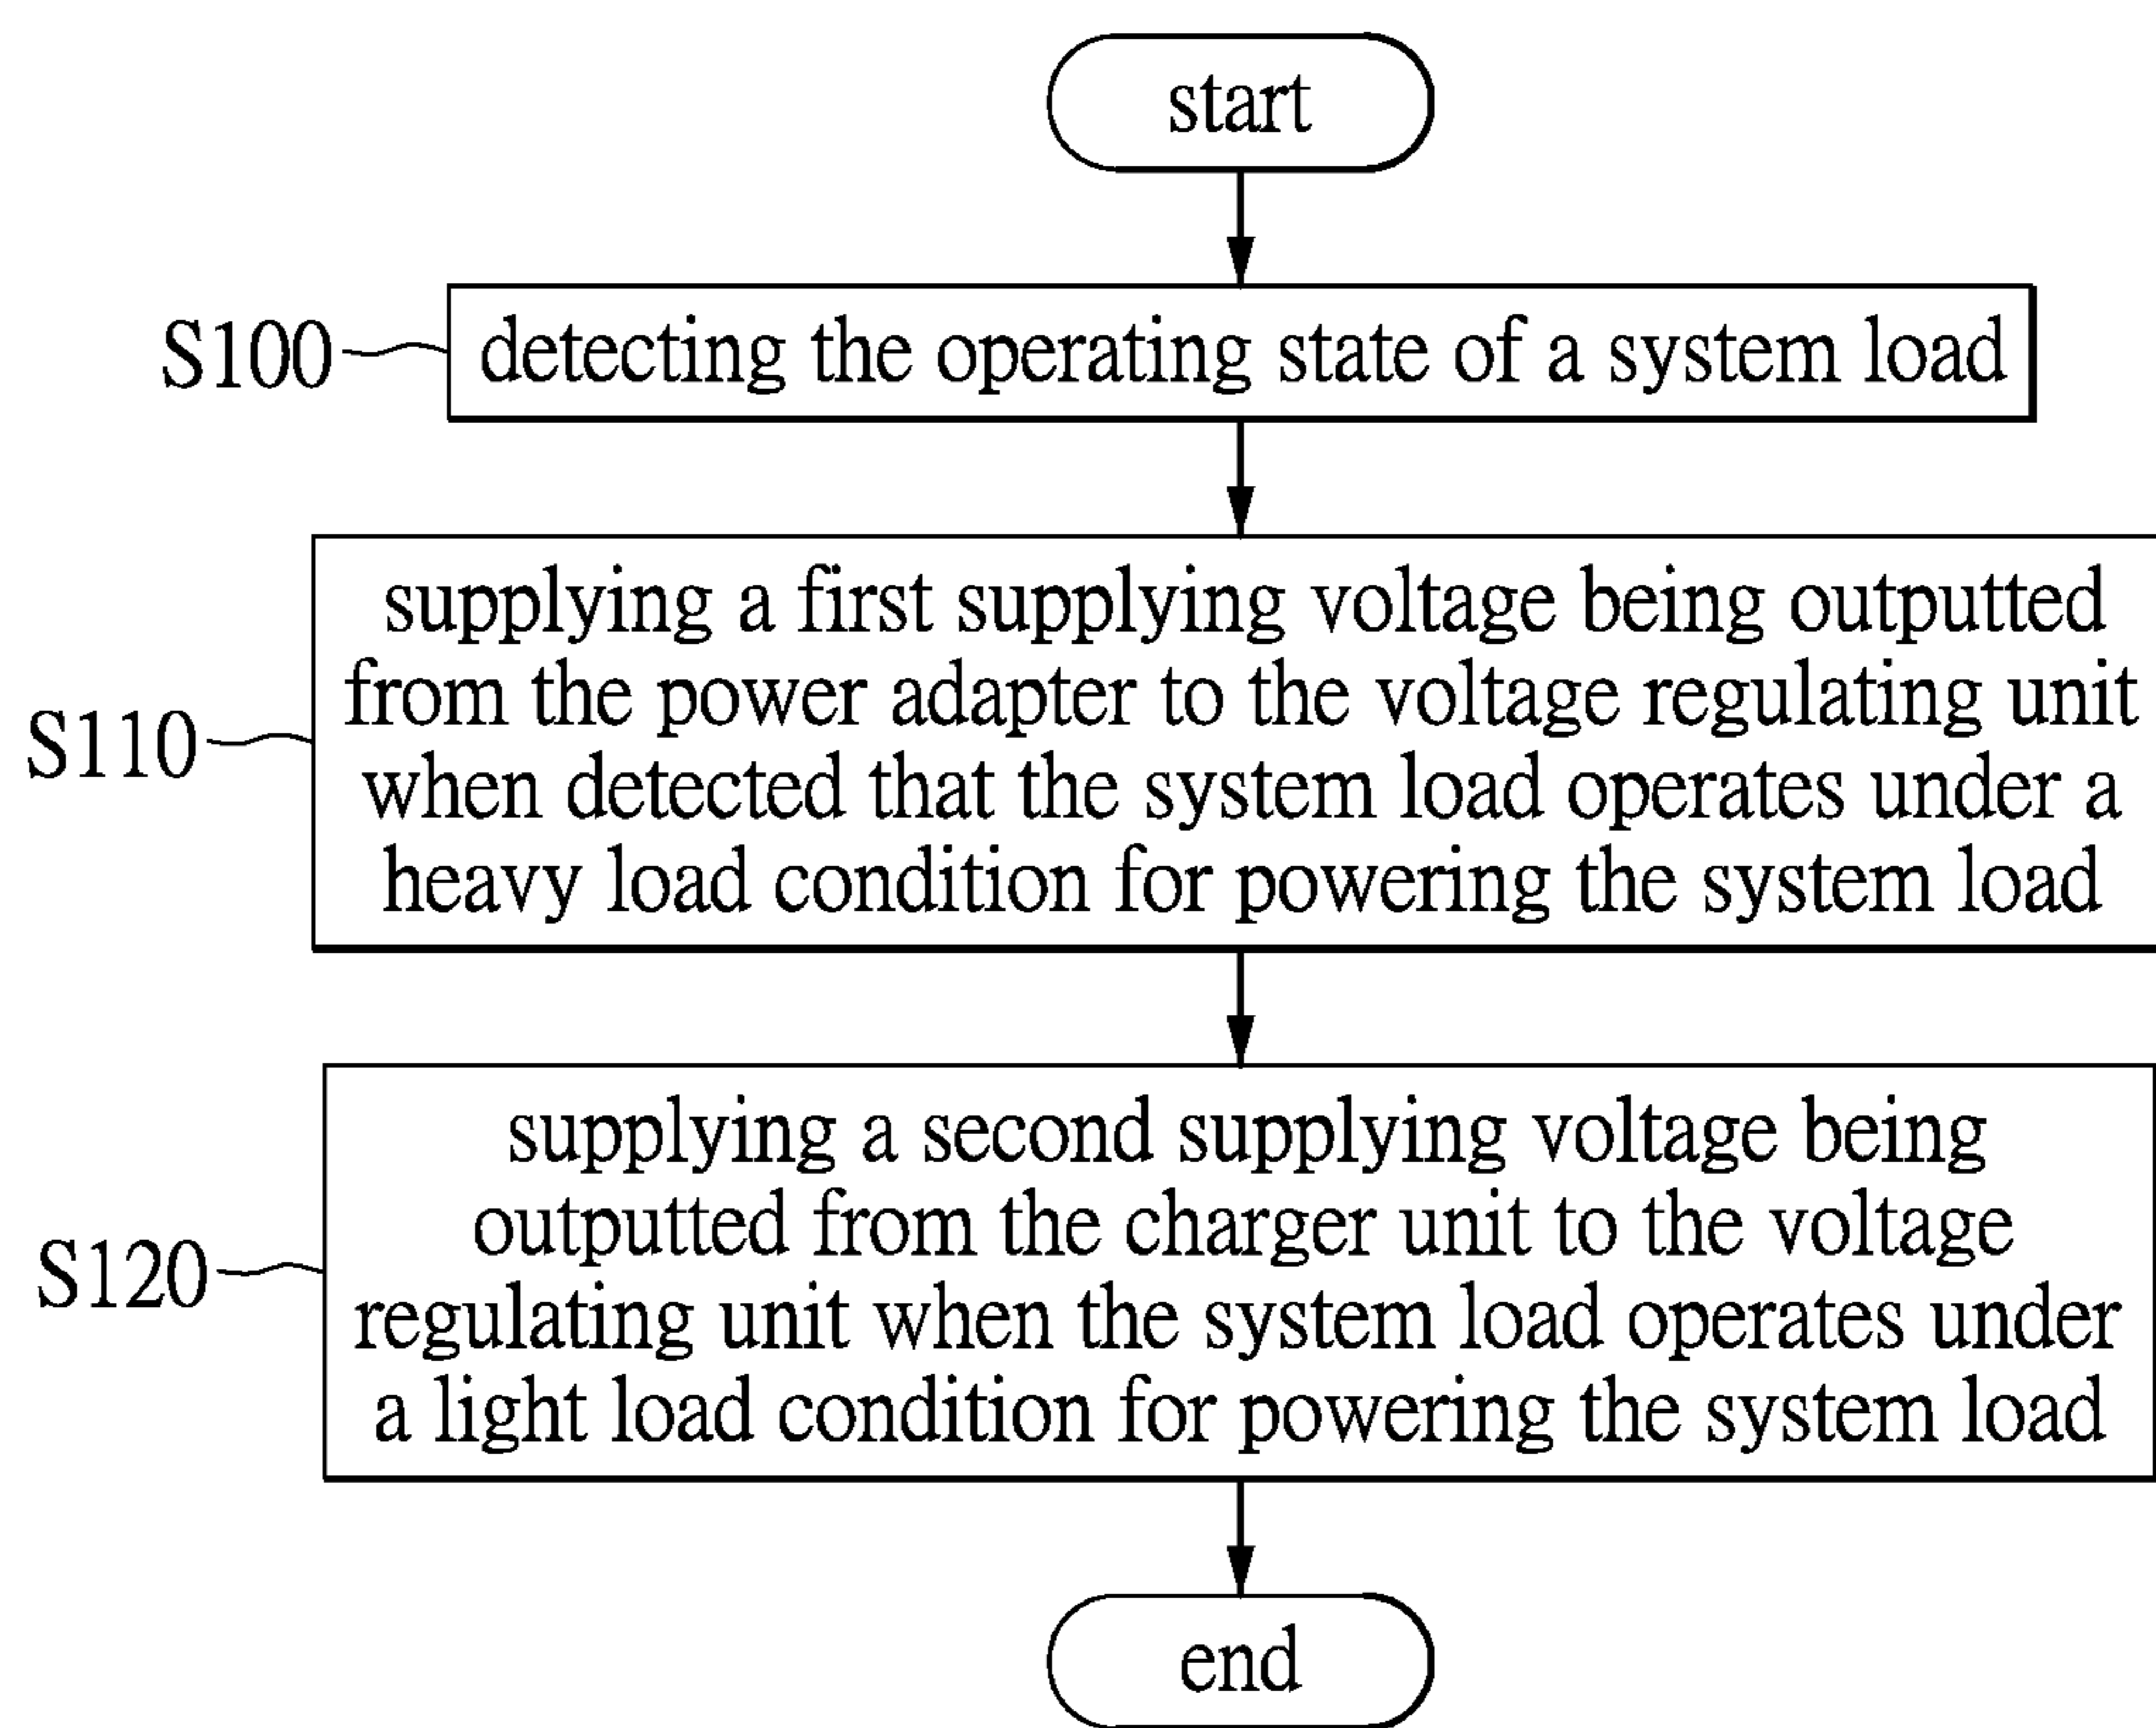 start
S100
detecting the operating state of a system load
supplying a first supplying voltage being outputted
from the power adapter to the voltage regulating unit
S110
when detected that the system load operates under a
heavy load condition for powering the system load
supplying a second supplying voltage being
outputted from the charger unit to the voltage
S120
regulating unit when the system load operates under
a light load condition for powering the system load
end